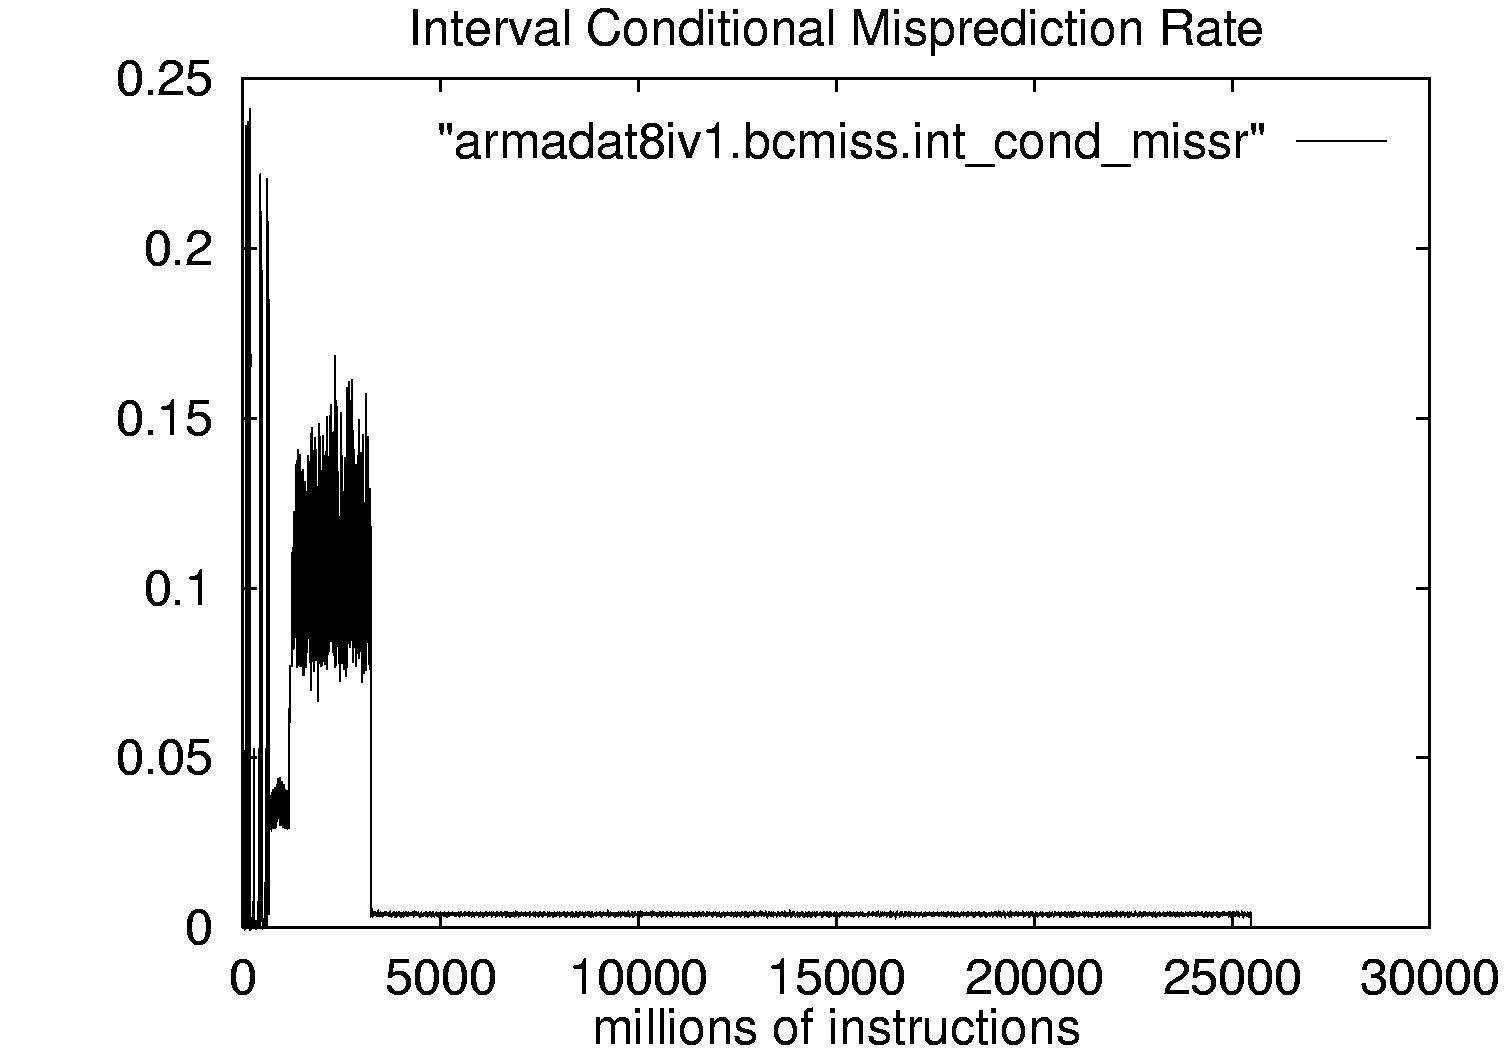 Interval Conditional Misprediction Rate
0.25
"armadat8iv1.bcmiss.int_cond_missr"
0.2
0.15
0.1
0.05
0
0 5000 10000 15000 20000 25000 30000
millions of instructions